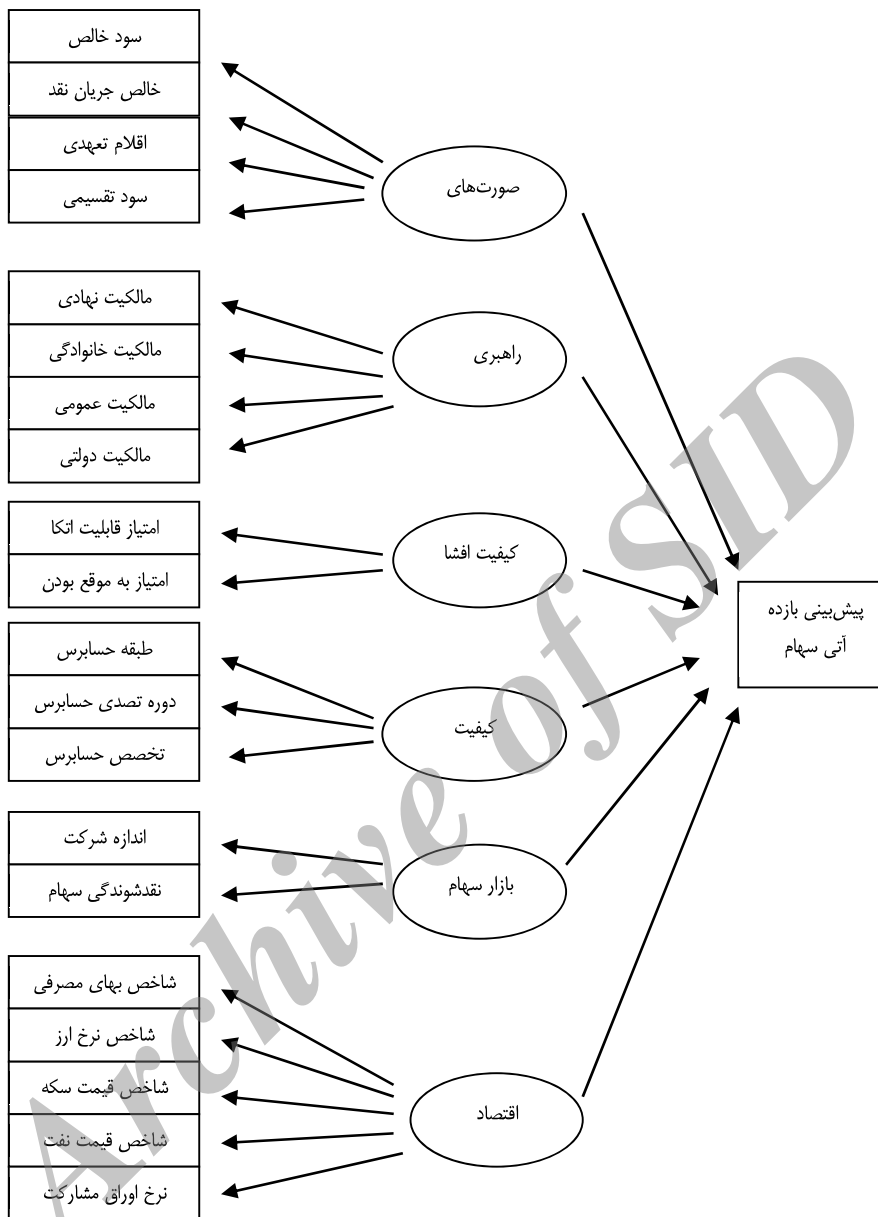 سود خالص
خالص جریان نقد
اقلام تعهدی
سود تقسیمی
صورت‌های
مالکیت نهادی
مالکیت خانوادگی
مالکیت عمومی
مالکیت دولتی
راهبری
امتیاز قابلیت اتکا
امتیاز به موقع بودن
کیفیت افشا
پیش‌بینی بازده
آتی سهام
طبقه حسابرس
دوره تصدی حسابرس
تخصص حسابرس
کیفیت
اندازه شرکت
نقدشوندگی سهام
بازار سهام
شاخص بهای مصرفی
شاخص نرخ ارز
شاخص قیمت سکه
شاخص قیمت نفت
نرخ اوراق مشارکت
اقتصاد
Archive of SID